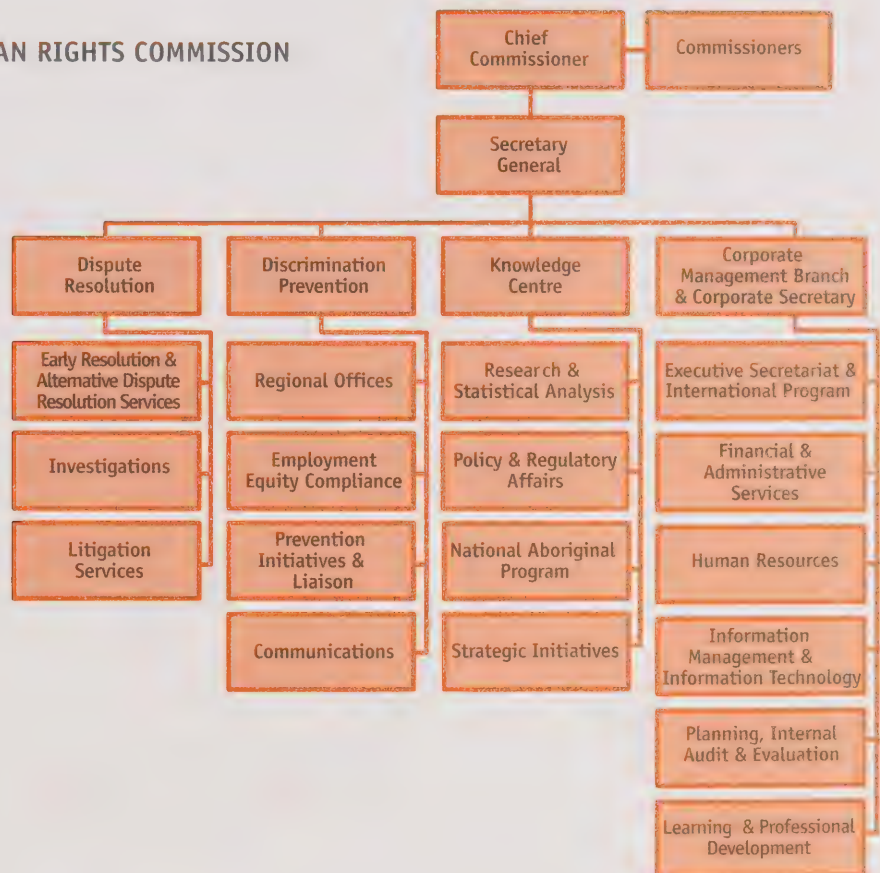 AN RIGHTS COMMISSION
Chief
Commissioner
Commissioners
Secretary
General
Dispute
Resolution
Discrimination
Prevention
Knowledge
Centre
Corporate
Management Branch
& Corporate Secretary
Early Resolution &
Alternative Dispute
Resolution Services
Investigations
Litigation
Services
Regional Offices
Employment
Equity Compliance
Prevention
Initiatives &
Liaison
Communications
Research &
Statistical Analysis
Policy & Regulatory
Affairs
National Aboriginal
Program
Strategic Initiatives
Executive Secretariat &
International Program
Financial &
Administrative
Services
Human Resources
Information
Management &
Information Technology
Planning, Internal
Audit & Evaluation
Learning & Professional
Development